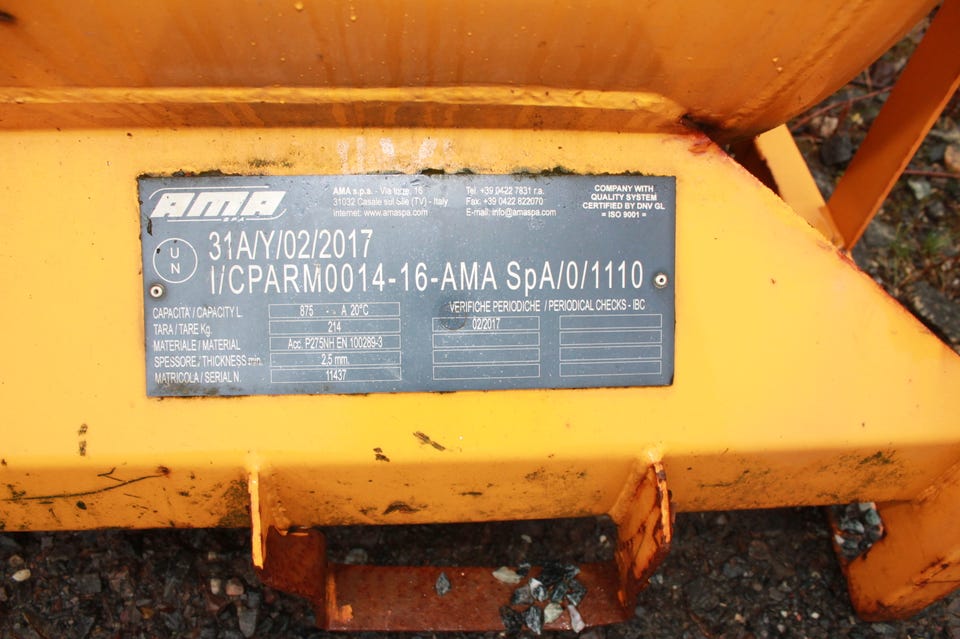 AMA
S.P.A.
AMA s.p.a. - Via torre, 16
31032 Casale sul Sile (TV) - Italy
Internet: www.amaspa.com
Tel. +39 0422 7831 r.a.
Fax. +39 0422 822070
E-mail: info@amaspa.com
COMPANY WITH
QUALITY SYSTEM
CERTIFIED BY DNV GL
= ISO 9001 =
UN
31A/Y/02/2017
I/CPARM0014-16-AMA SpA/0/1110
CAPACITA'/CAPACITY L 875 - A 20°C
TARA / TARE Kg. 214
MATERIALE / MATERIAL Acc. P275NH EN 100289-3
SPESSORE / THICKNESS min. 2,5 mm.
MATRICOLA / SERIAL N. 11437
VERIFICHE PERIODICHE / PERIODICAL CHECKS - IBC
02/2017